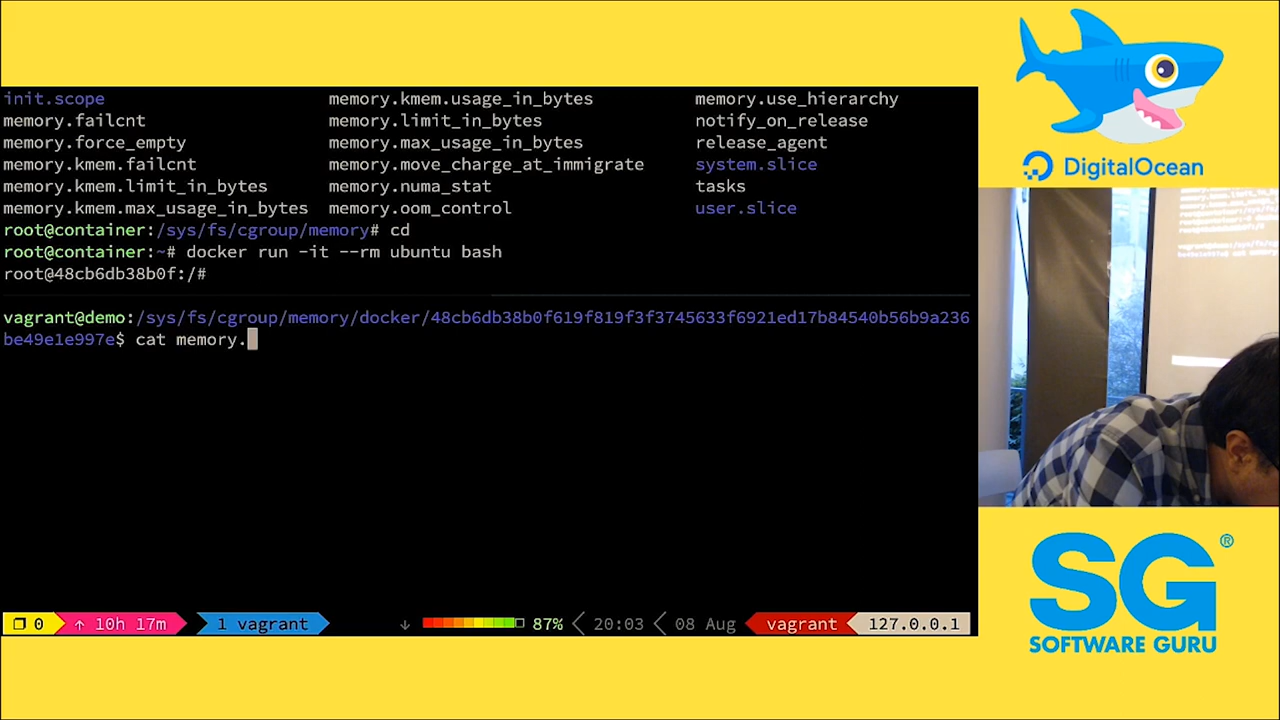 init.scope memory.kmem.usage_in_bytes memory.use_hierarchy
memory.failcnt memory.limit_in_bytes notify_on_release
memory.force_empty memory.max_usage_in_bytes release_agent
memory.kmem.failcnt memory.move_charge_at_immigrate system.slice
memory.kmem.limit_in_bytes memory.numa_stat tasks
memory.kmem.max_usage_in_bytes memory.oom_control user.slice
root@container:/sys/fs/cgroup/memory# cd
root@container:~# docker run -it --rm ubuntu bash
root@48cb6db38b0f:/#
vagrant@demo:/sys/fs/cgroup/memory/docker/48cb6db38b0f619f819f3f3745633f6921ed17b84540b56b9a236
be49e1e997e$ cat memory.
0 ↑ 10h 17m 1 vagrant ↓ 87% 20:03 08 Aug vagrant 127.0.0.1
DigitalOcean
SG®
SOFTWARE GURU